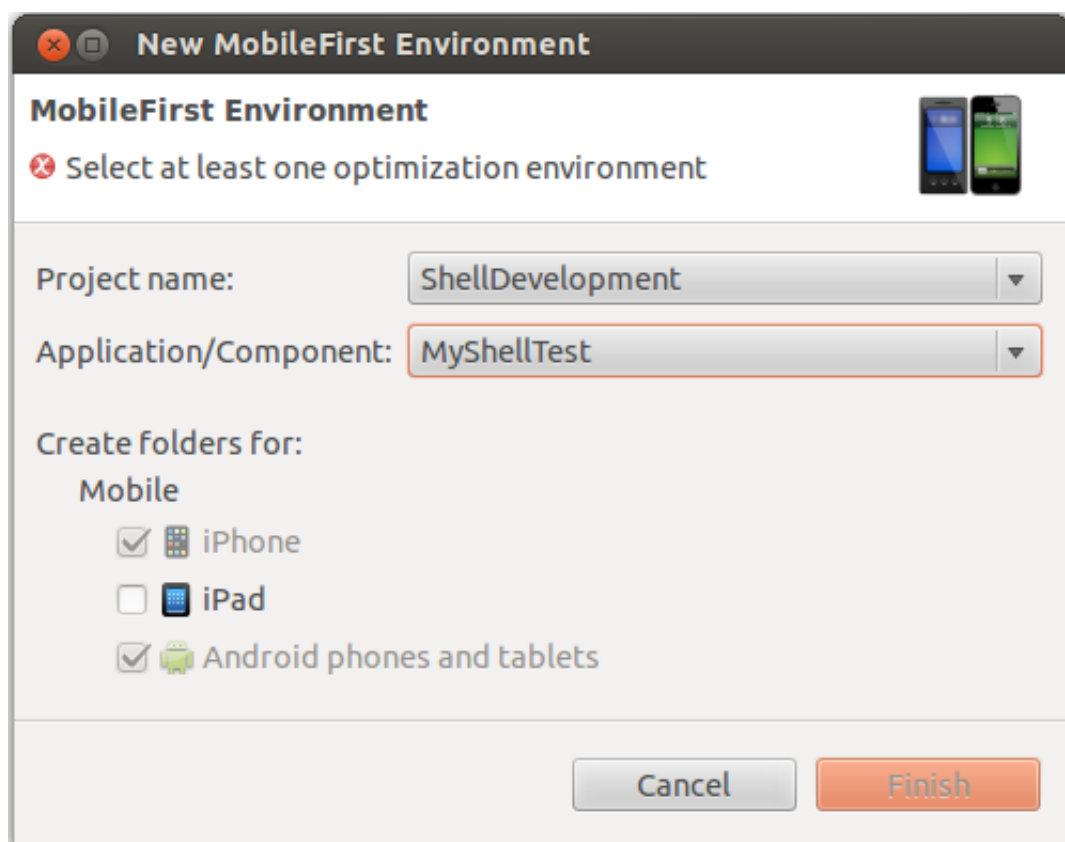 New MobileFirst Environment
MobileFirst Environment
Select at least one optimization environment
Project name: ShellDevelopment
Application/Component: MyShellTest
Create folders for:
Mobile
iPhone
iPad
Android phones and tablets
Cancel Finish